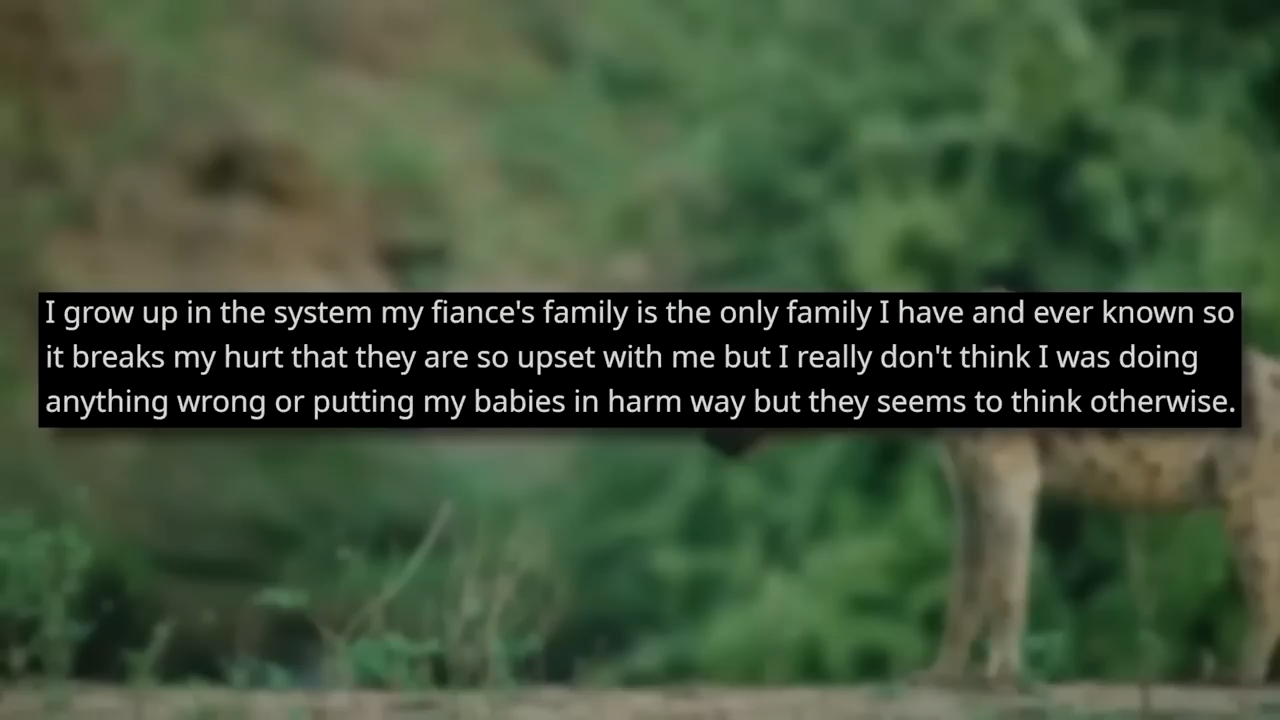 I grow up in the system my fiance's family is the only family I have and ever known so
it breaks my hurt that they are so upset with me but I really don't think I was doing
anything wrong or putting my babies in harm way but they seems to think otherwise.